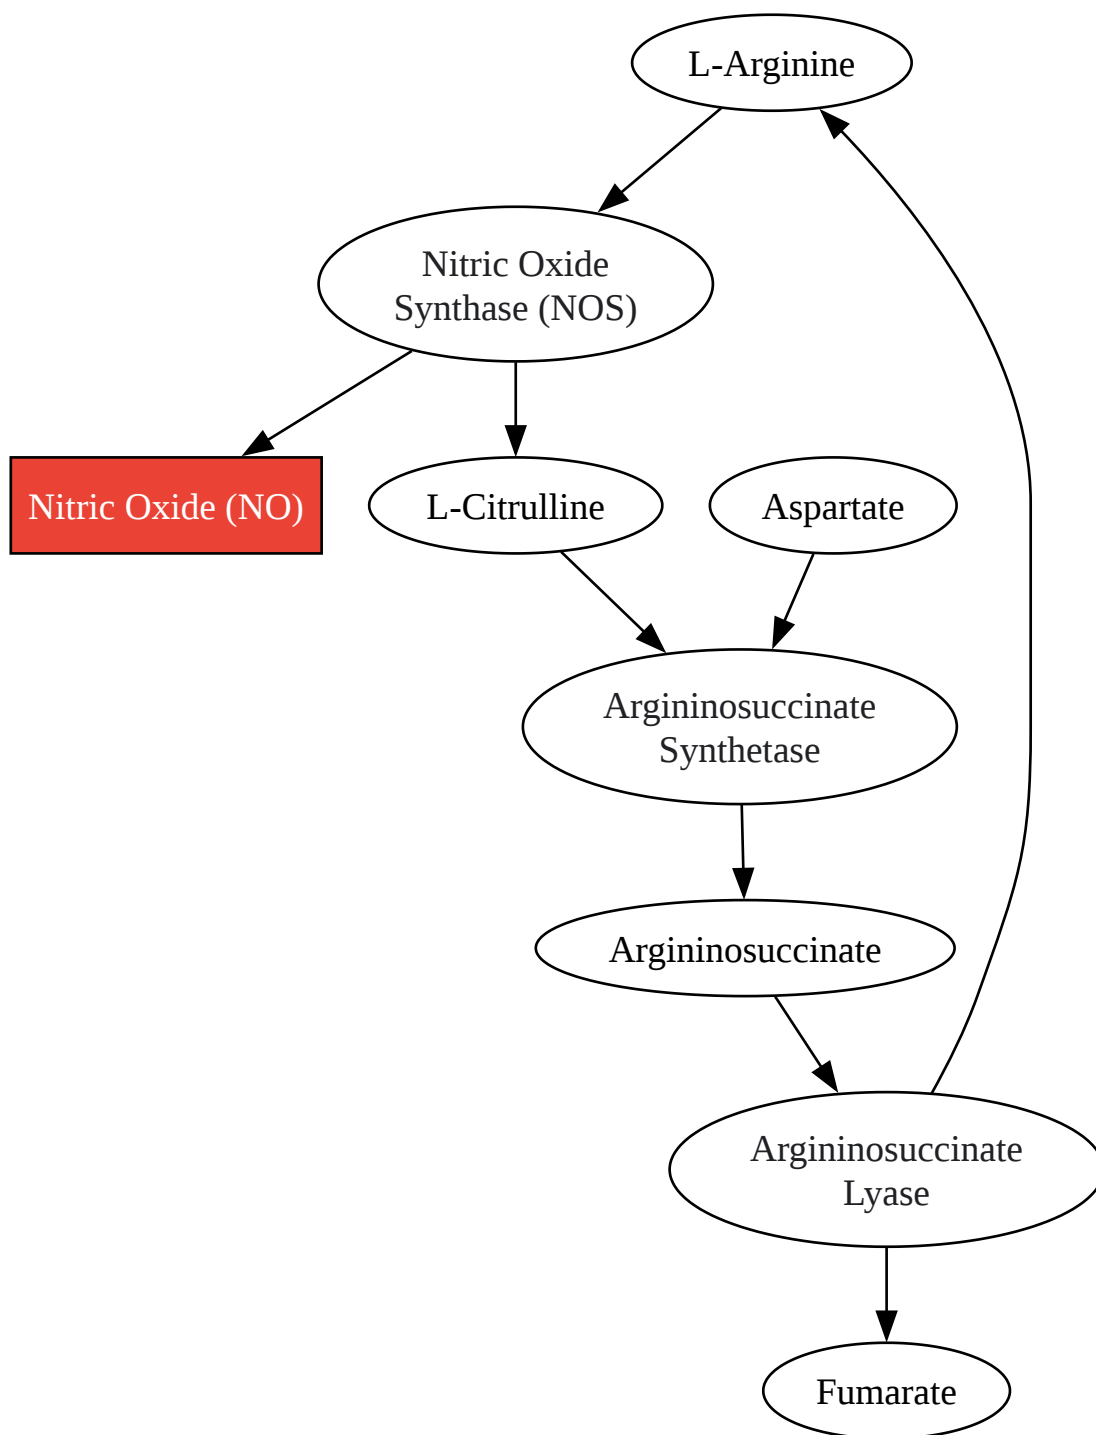 L-Arginine
Nitric Oxide
Synthase (NOS)
Nitric Oxide (NO)
L-Citrulline
Aspartate
Argininosuccinate
Synthetase
Argininosuccinate
Argininosuccinate
Lyase
Fumarate